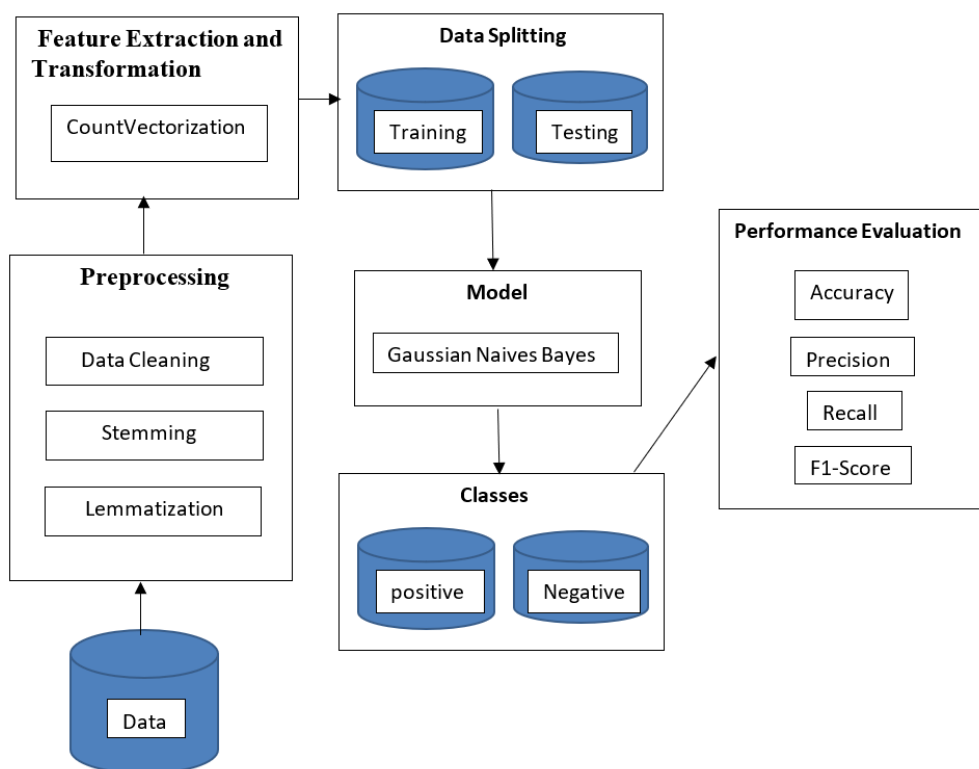 Feature Extraction and
Transformation
CountVectorization
Data Splitting
Training
Testing
Preprocessing
Data Cleaning
Stemming
Lemmatization
Data
Model
Gaussian Naives Bayes
Classes
positive
Negative
Performance Evaluation
Accuracy
Precision
Recall
F1-Score